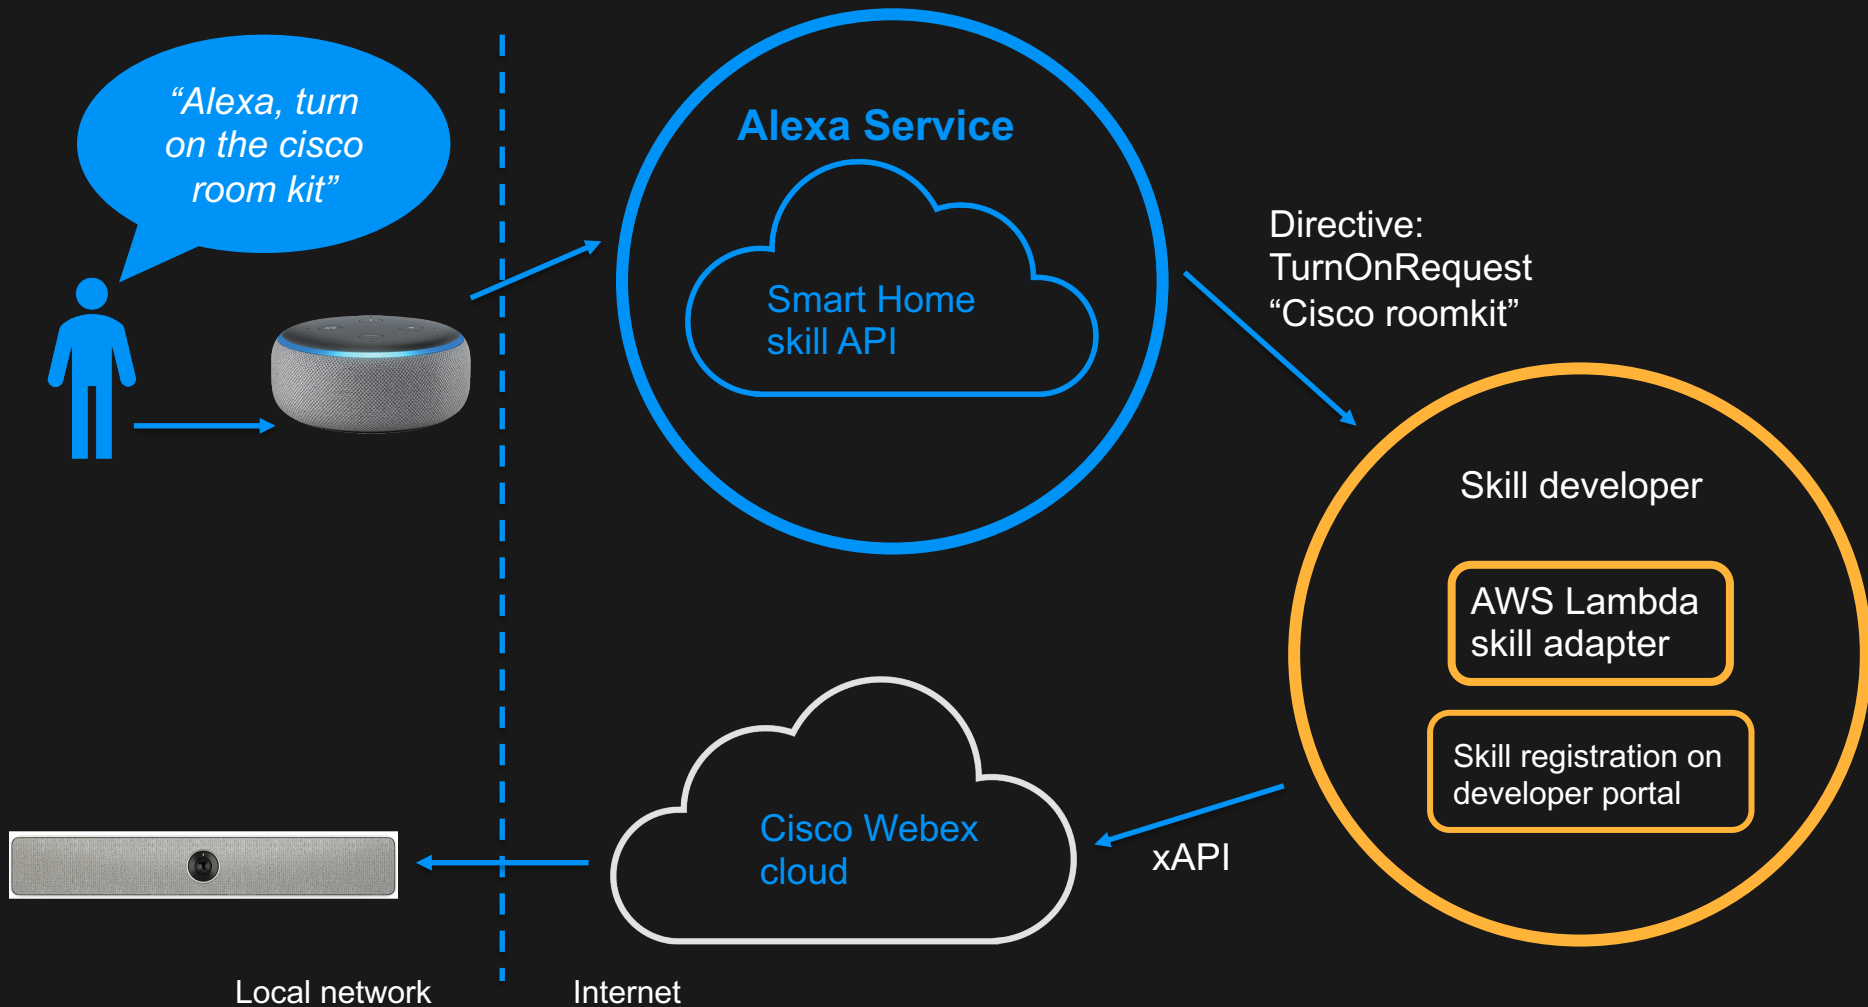 “Alexa, turn
on the cisco
room kit”
Alexa Service
Smart Home
skill API
Directive:
TurnOnRequest
“Cisco roomkit”
Skill developer
AWS Lambda
skill adapter
Skill registration on
developer portal
xAPI
Cisco Webex
cloud
Local network
Internet